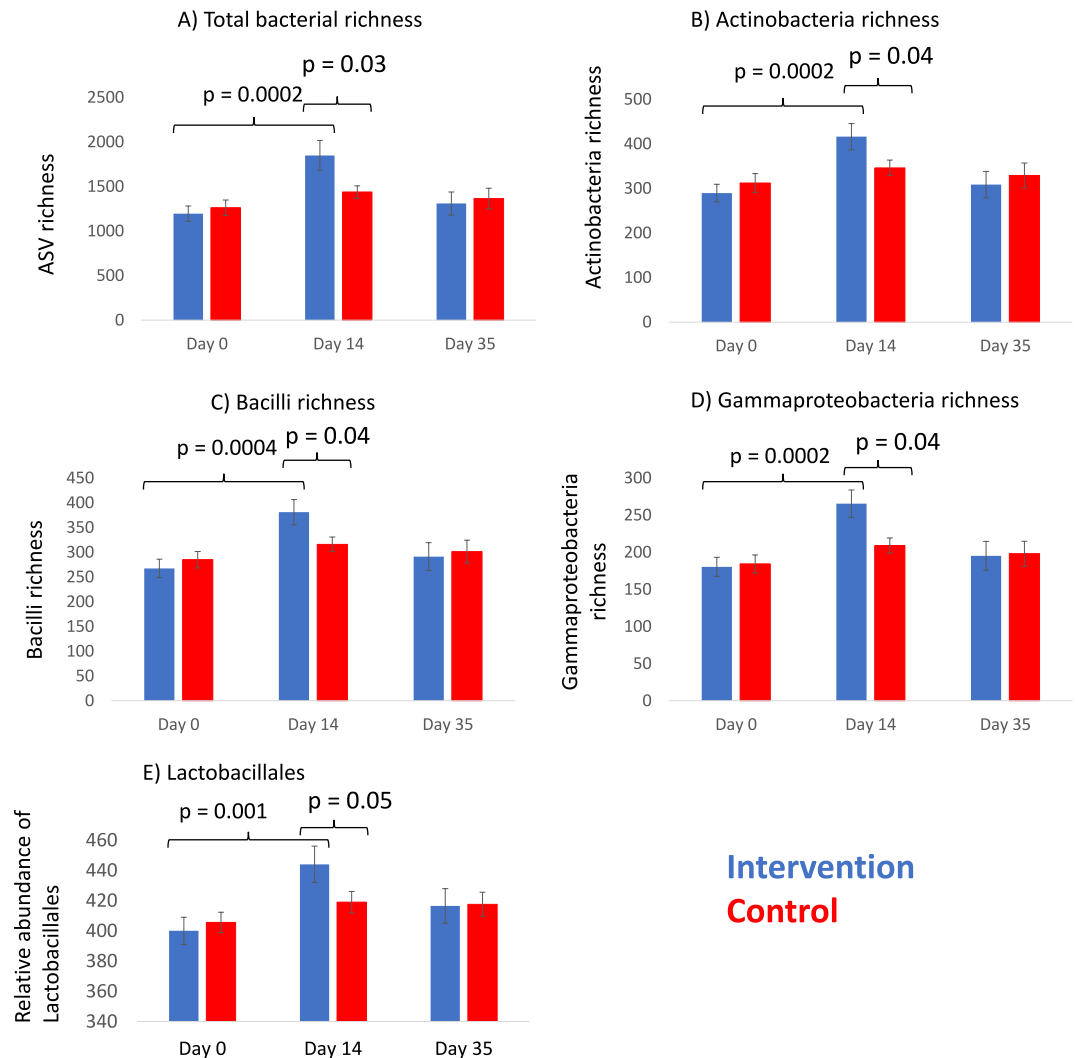 A) Total bacterial richness
p = 0.03
p = 0.0002
ASV richness
2500
2000
1500
1000
500
0
Day 0
Day 14
Day 35
B) Actinobacteria richness
p = 0.04
p = 0.0002
Actinobacteria richness
500
400
300
200
100
0
Day 0
Day 14
Day 35
C) Bacilli richness
p = 0.04
p = 0.0004
Bacilli richness
450
400
350
300
250
200
150
100
50
0
Day 0
Day 14
Day 35
D) Gammaproteobacteria richness
p = 0.04
p = 0.0002
Gammaproteobacteria
richness
300
250
200
150
100
50
0
Day 0
Day 14
Day 35
E) Lactobacillales
p = 0.05
p = 0.001
Relative abundance of
Lactobacillales
460
440
420
400
380
360
340
Day 0
Day 14
Day 35
Intervention
Control